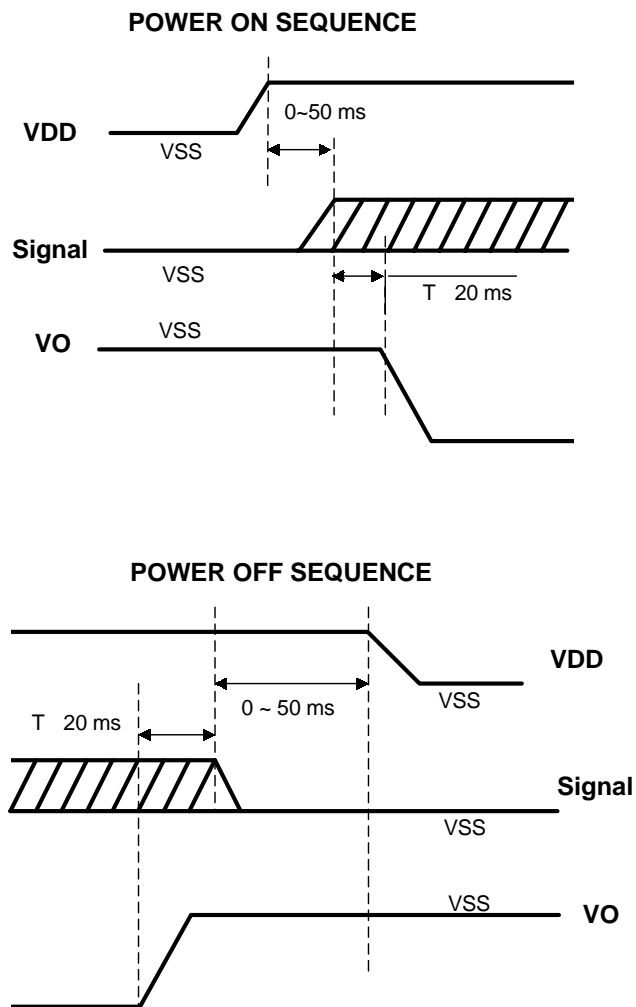 POWER ON SEQUENCE
0~50 ms
VDD
VSS
Signal
VSS
T 20 ms
VSS
VO
POWER OFF SEQUENCE
VDD
T 20 ms
0 ~ 50 ms
VSS
Signal
VSS
VSS
VO